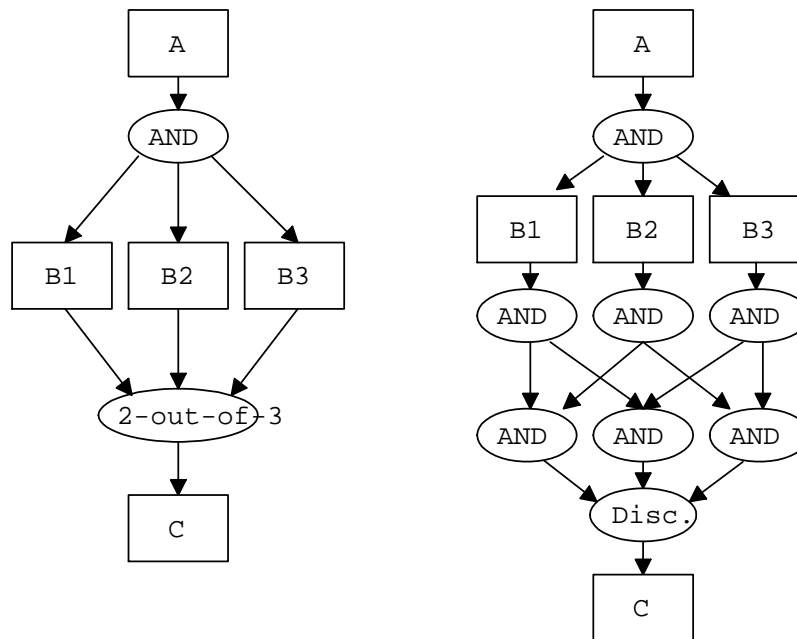 A
AND
B1 B2 B3
2-out-of-3
C
A
AND
B1 B2 B3
AND AND AND
AND AND AND
Disc.
C